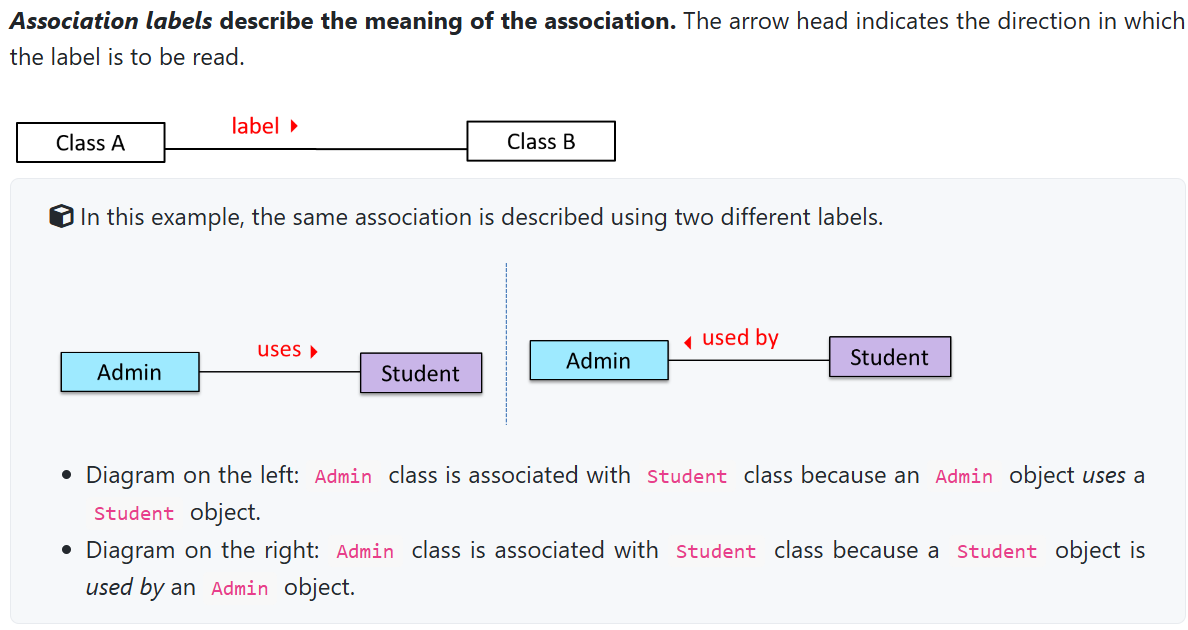 Association labels describe the meaning of the association. The arrow head indicates the direction in which
the label is to be read.
label
Class A
Class B
In this example, the same association is described using two different labels.
uses
used by
Admin
Student
Admin
Student
Diagram on the left: Admin class is associated with Student class because an Admin object uses a
Student object.
Diagram on the right: Admin class is associated with Student class because a Student object is
used by an Admin object.